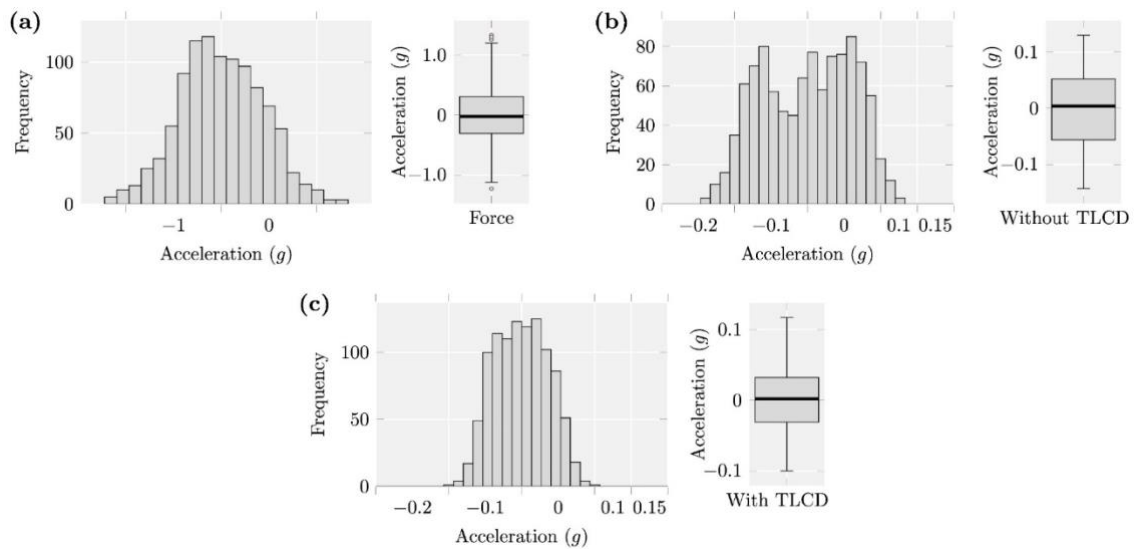 (a)
Frequency
100
50
0
−1
0
Acceleration (g)
Acceleration (g)
1.0
0
−1.0
Force
(b)
Frequency
80
60
40
20
0
−0.2
−0.1
0
0.1
0.15
Acceleration (g)
Acceleration (g)
0.1
0
−0.1
Without TLCD
(c)
Frequency
100
50
0
−0.2
−0.1
0
0.1
0.15
Acceleration (g)
Acceleration (g)
0.1
0
−0.1
With TLCD